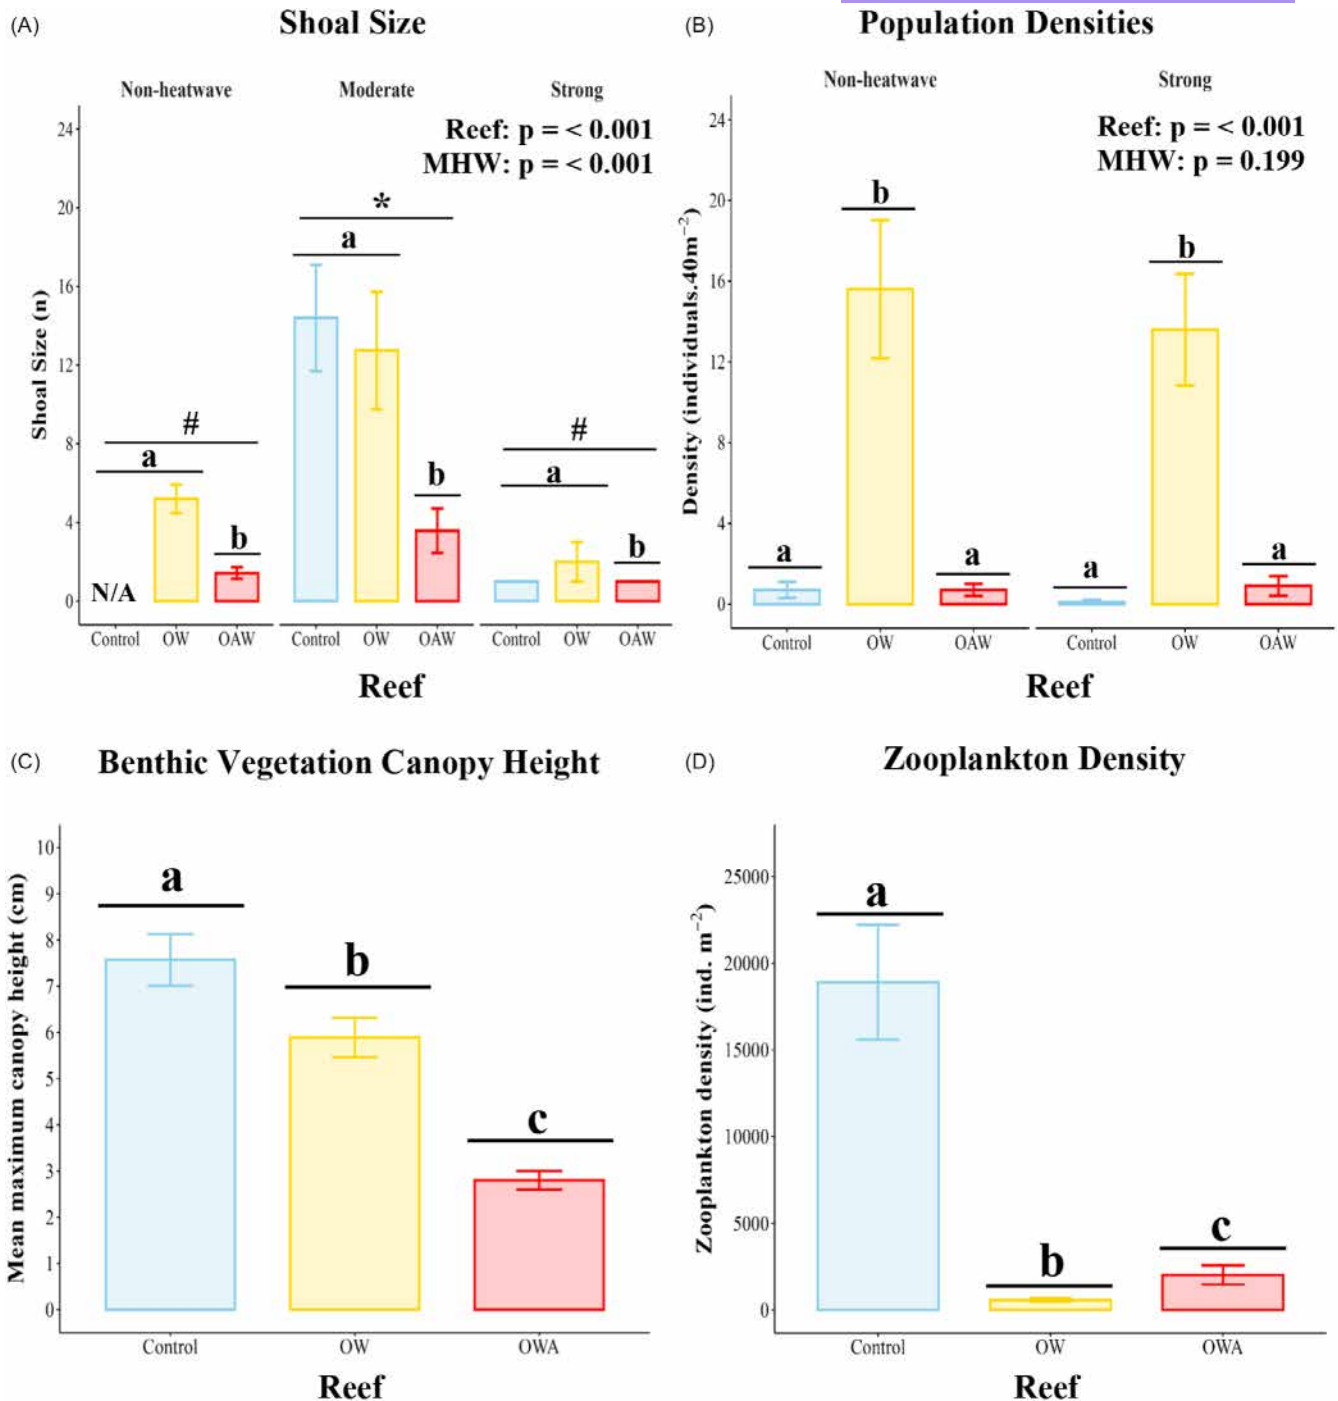 (A) Shoal Size
Non-heatwave Moderate Strong
Reef: p = < 0.001
MHW: p = < 0.001
24
20
16
12
8
4
0
Shoal Size (n)
# a b
* a b
# a b
N/A
Control OW OAW Control OW OAW Control OW OAW
Reef
(B) Population Densities
Non-heatwave Strong
Reef: p = < 0.001
MHW: p = 0.199
24
20
16
12
8
4
0
Density (individuals.40m⁻²)
a b a a b a
Control OW OAW Control OW OAW
Reef
(C) Benthic Vegetation Canopy Height
10
9
8
7
6
5
4
3
2
1
0
Mean maximum canopy height (cm)
a b c
Control OW OWA
Reef
(D) Zooplankton Density
25000
20000
15000
10000
5000
0
Zooplankton density (ind. m⁻²)
a b c
Control OW OWA
Reef